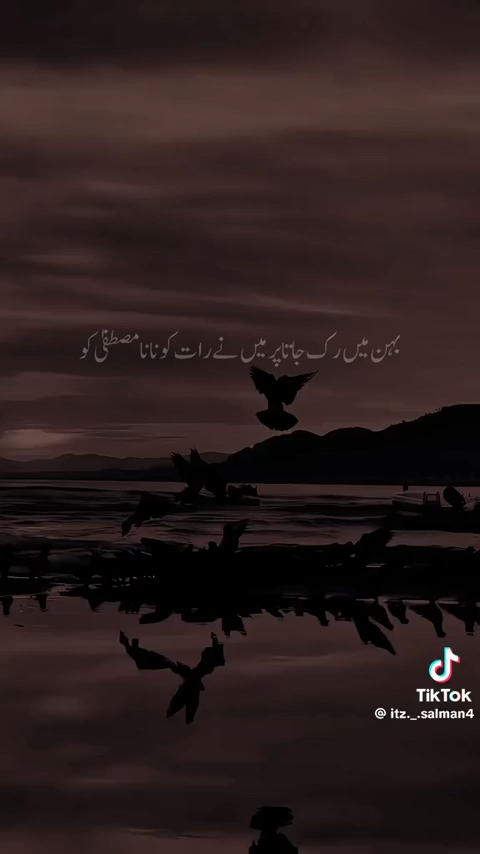 بہن میں رک جاتا پر میں نے رات کو نانا مصطفیٰؐ کو
TikTok
@ itz._.salman4